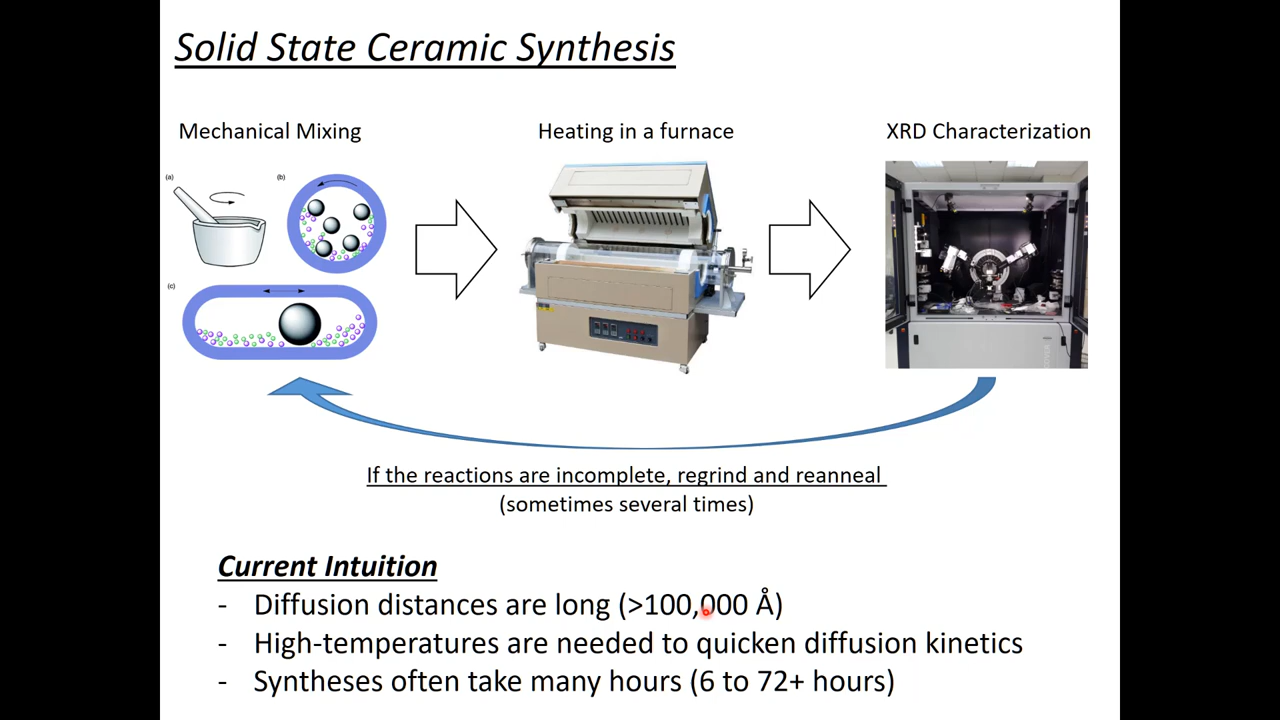 Solid State Ceramic Synthesis
Mechanical Mixing
Heating in a furnace
XRD Characterization
(a)
(b)
(c)
If the reactions are incomplete, regrind and reanneal
(sometimes several times)
Current Intuition
- Diffusion distances are long (>100,000 Å)
- High-temperatures are needed to quicken diffusion kinetics
- Syntheses often take many hours (6 to 72+ hours)